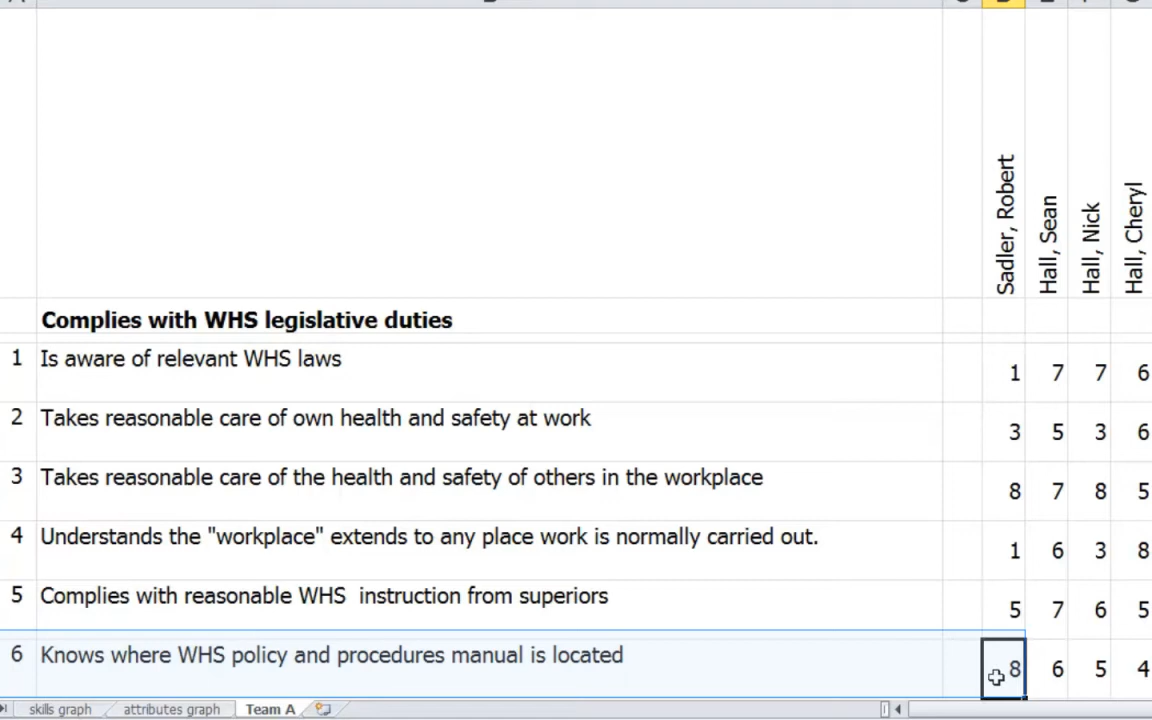 Sadler, Robert
Hall, Sean
Hall, Nick
Hall, Cheryl
Complies with WHS legislative duties
1 Is aware of relevant WHS laws 1 7 7 6
2 Takes reasonable care of own health and safety at work 3 5 3 6
3 Takes reasonable care of the health and safety of others in the workplace 8 7 8 5
4 Understands the "workplace" extends to any place work is normally carried out. 1 6 3 8
5 Complies with reasonable WHS  instruction from superiors 5 7 6 5
6 Knows where WHS policy and procedures manual is located 8 6 5 4
skills graph attributes graph Team A